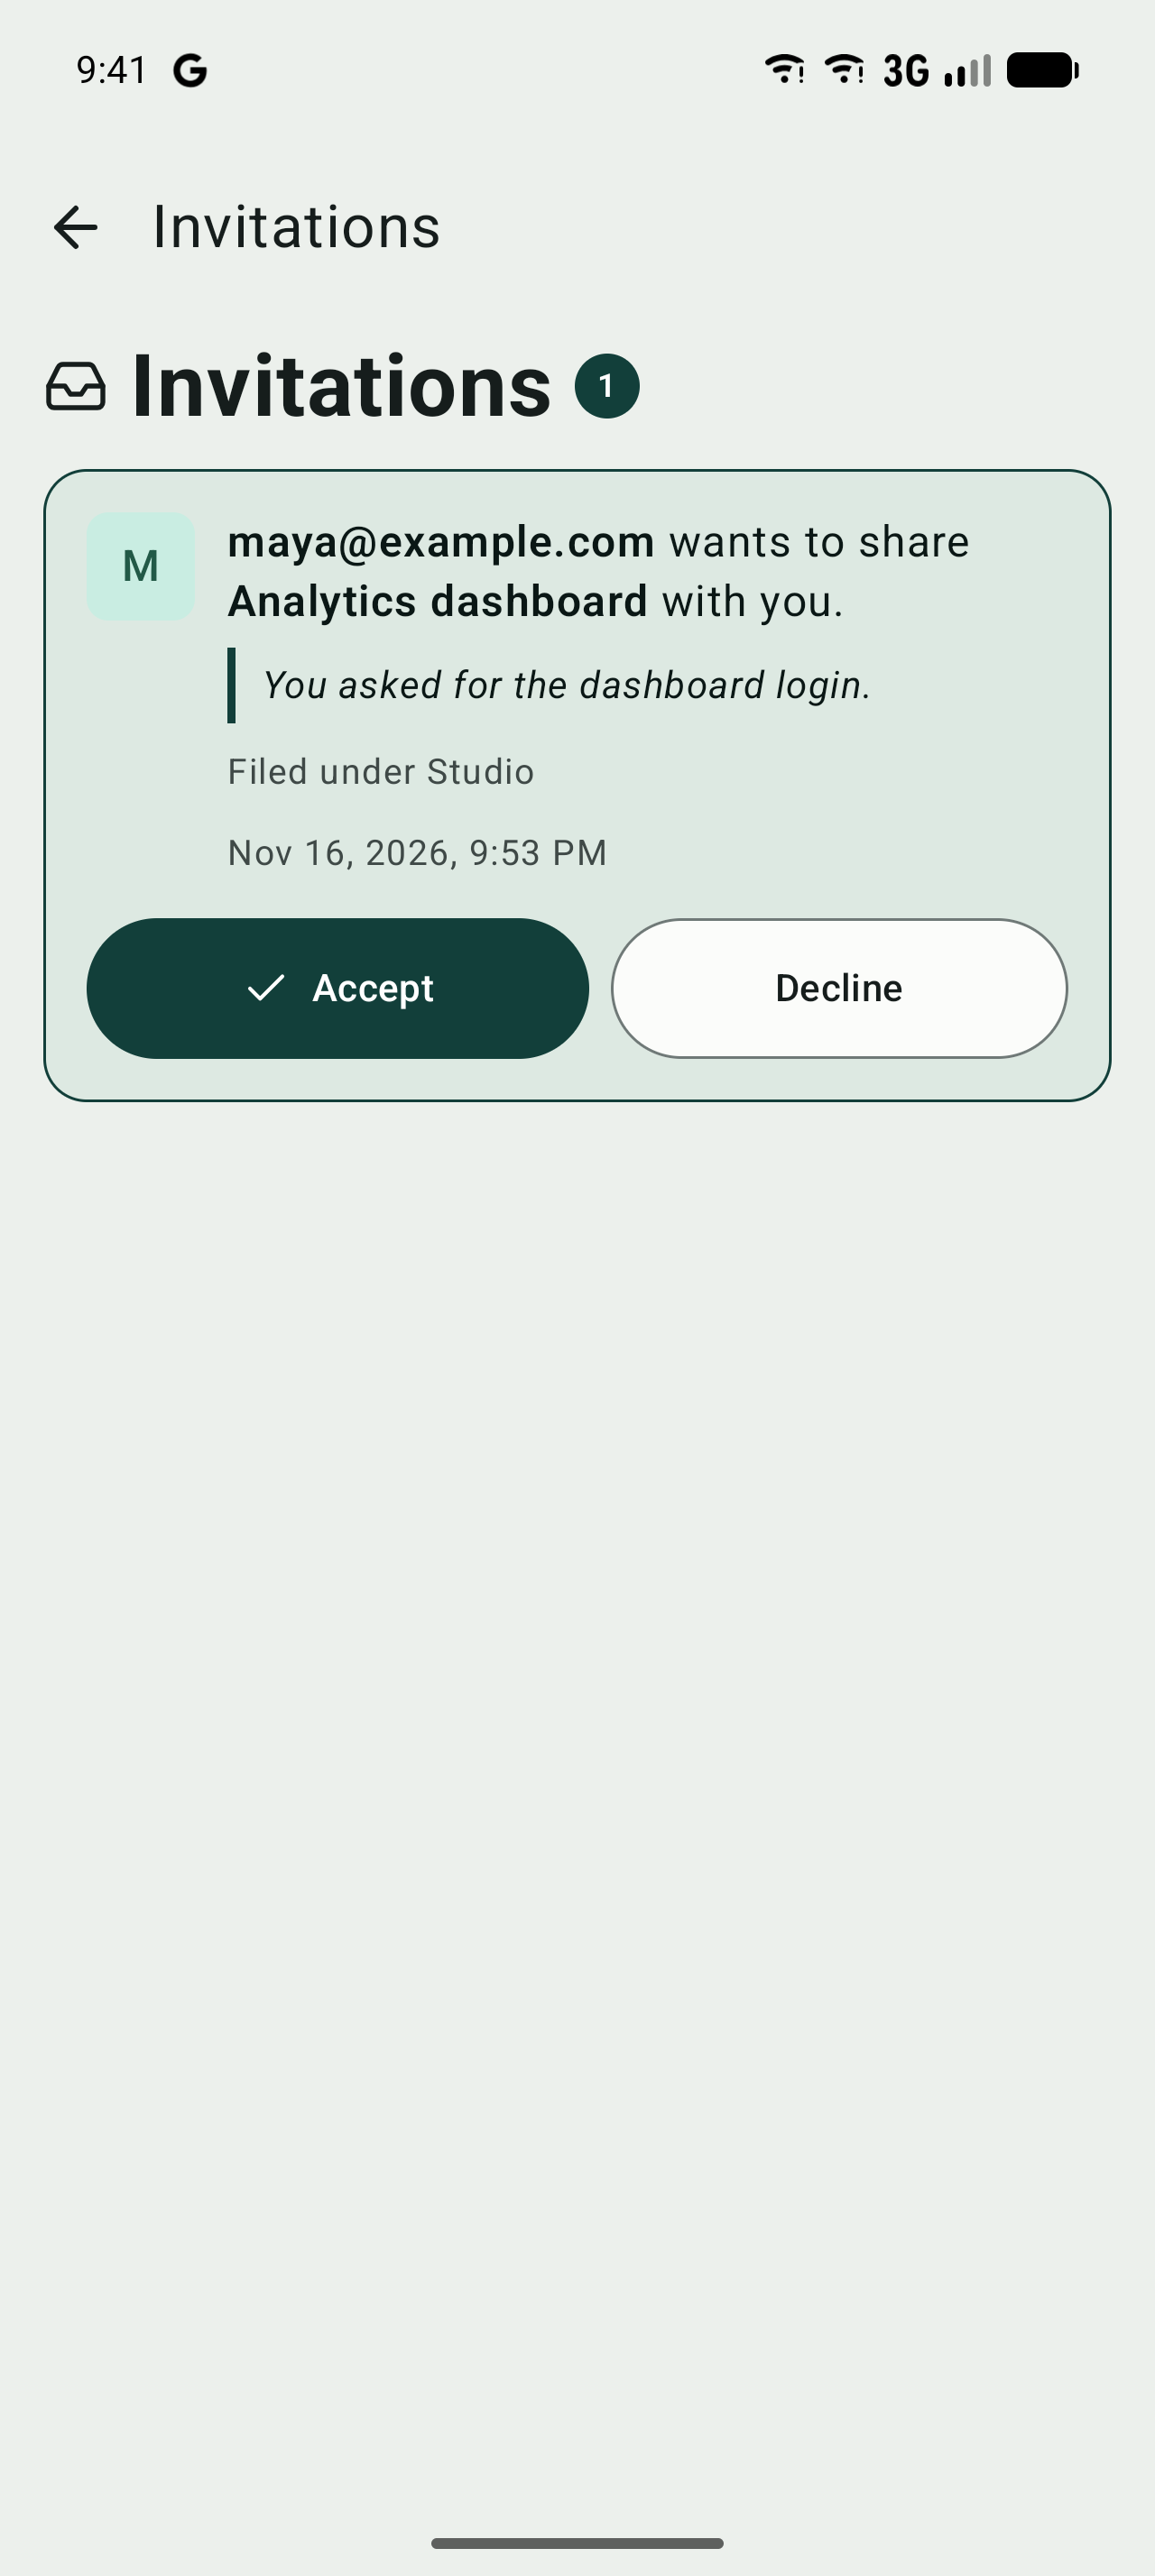 9:41 G 3G
Invitations
Invitations 1
M
maya@example.com wants to share
Analytics dashboard with you.
You asked for the dashboard login.
Filed under Studio
Nov 16, 2026, 9:53 PM
Accept Decline